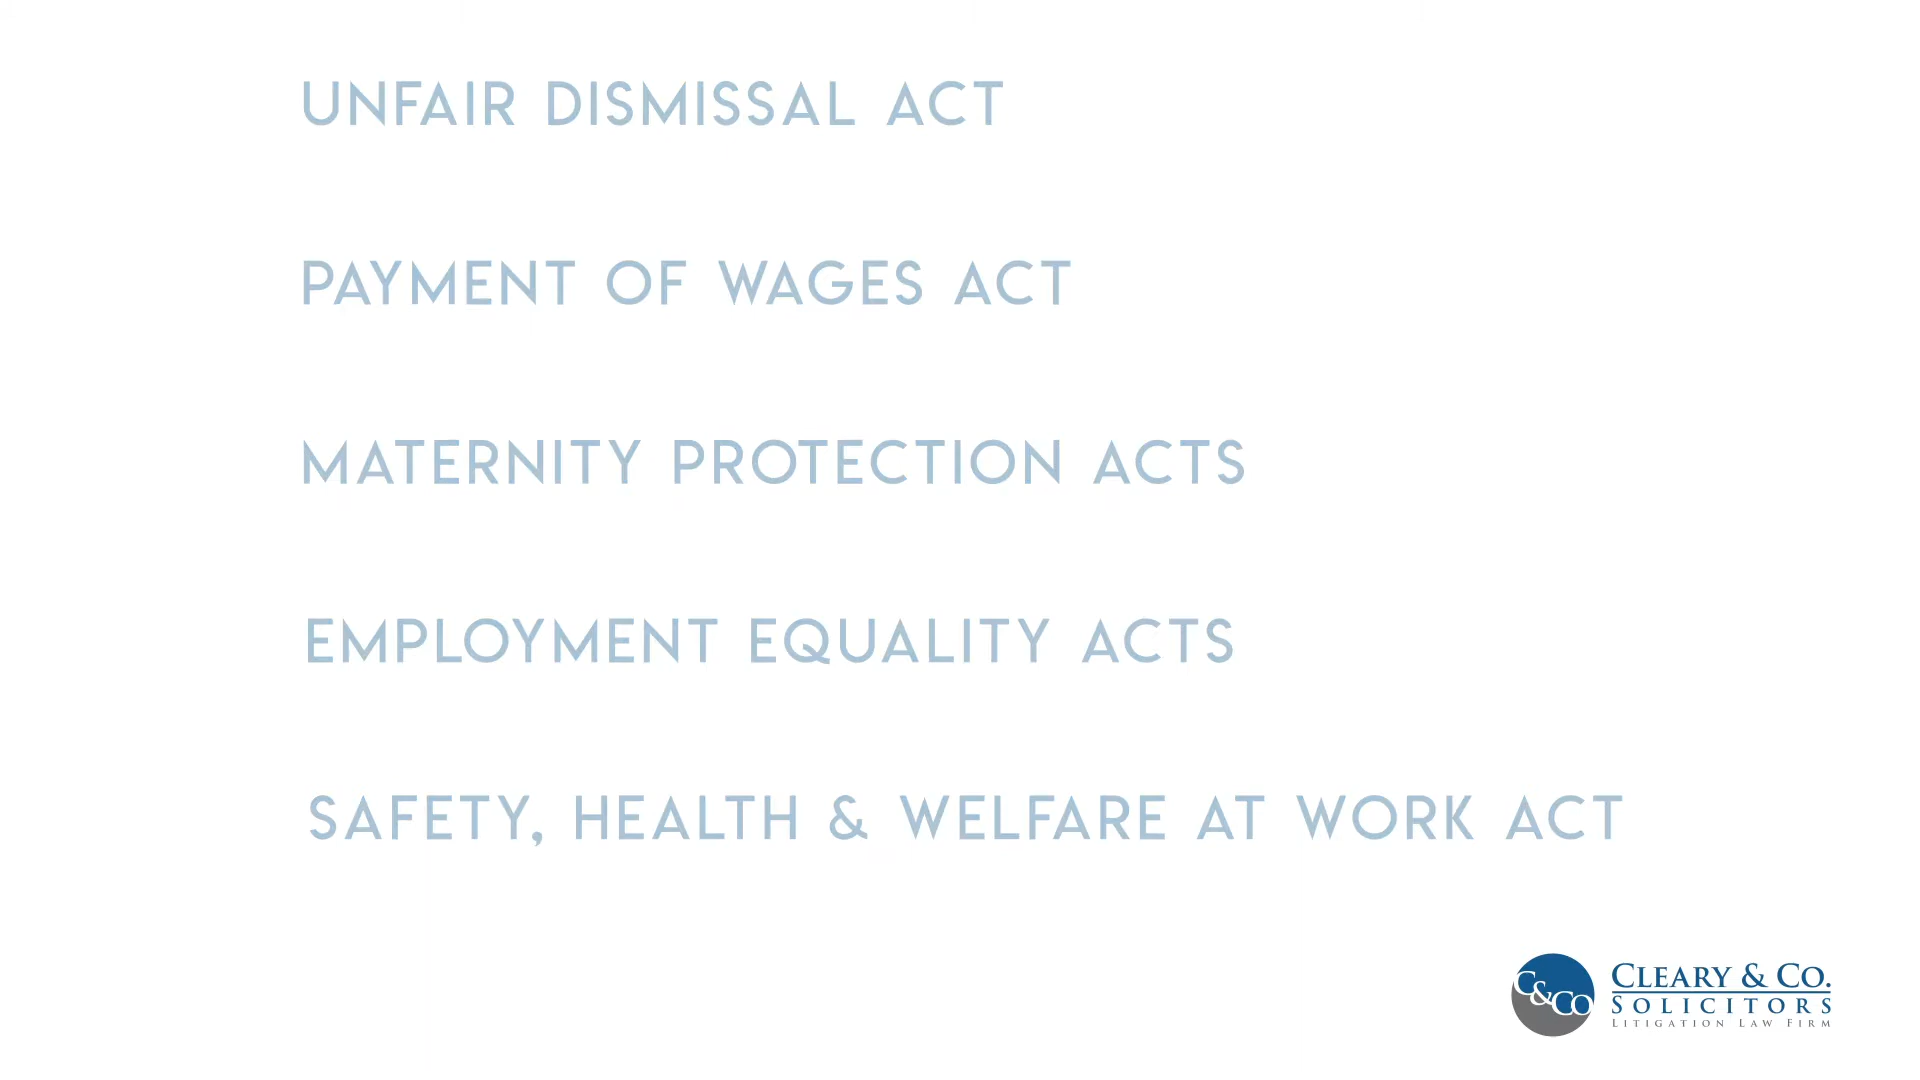 UNFAIR DISMISSAL ACT
PAYMENT OF WAGES ACT
MATERNITY PROTECTION ACTS
EMPLOYMENT EQUALITY ACTS
SAFETY, HEALTH & WELFARE AT WORK ACT
C&CO
CLEARY & CO.
SOLICITORS
LITIGATION LAW FIRM